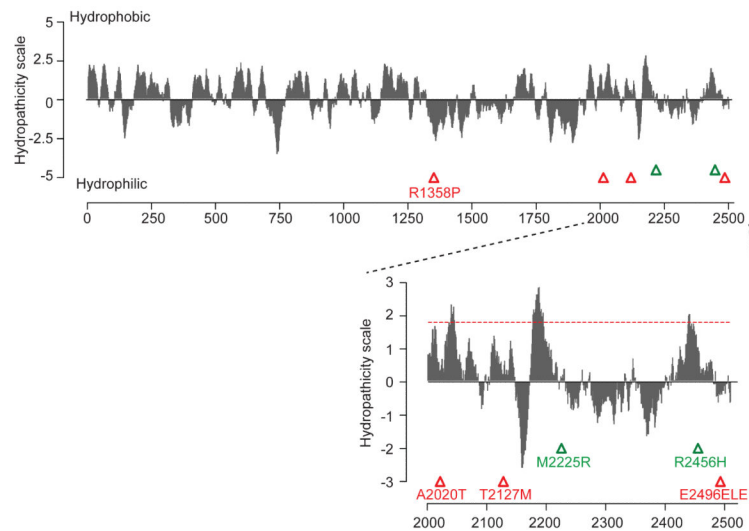 Hydrophobic
5
2.5
0
-2.5
-5
Hydropathicity scale
Hydrophilic
R1358P
0 250 500 750 1000 1250 1500 1750 2000 2250 2500
3
2
1
0
-1
-2
-3
Hydropathicity scale
M2225R R2456H
A2020T T2127M E2496ELE
2000 2100 2200 2300 2400 2500